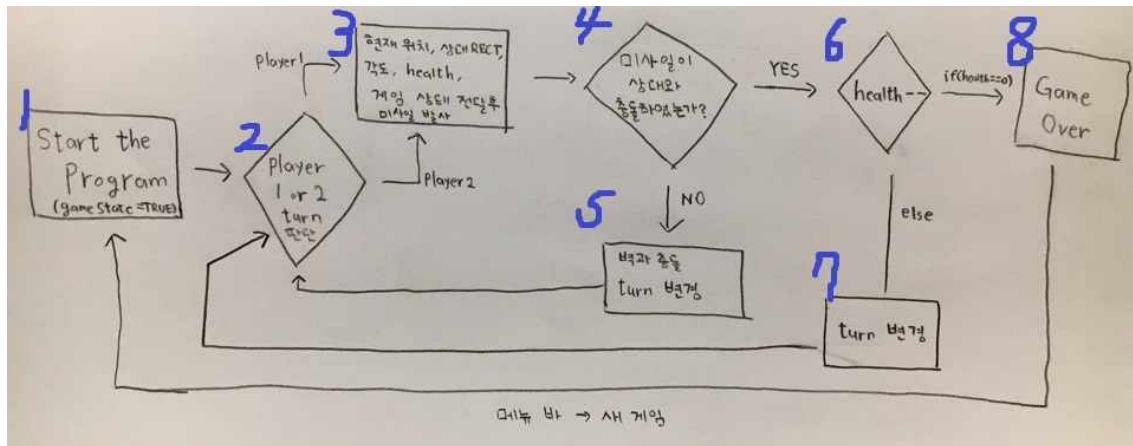 1
Start the
Program
(gameState=TRUE)
2
Player
1 or 2
turn
판단
Player1
Player2
3
현재 위치, 상대RECT,
각도, health,
게임 상태 전달후
미사일 발사
4
미사일이
상대와
충돌하였는가?
YES
NO
5
벽과 충돌
turn 변경
6
health--
if(health==0)
else
7
turn 변경
8
Game
Over
메뉴 바 → 새 게임